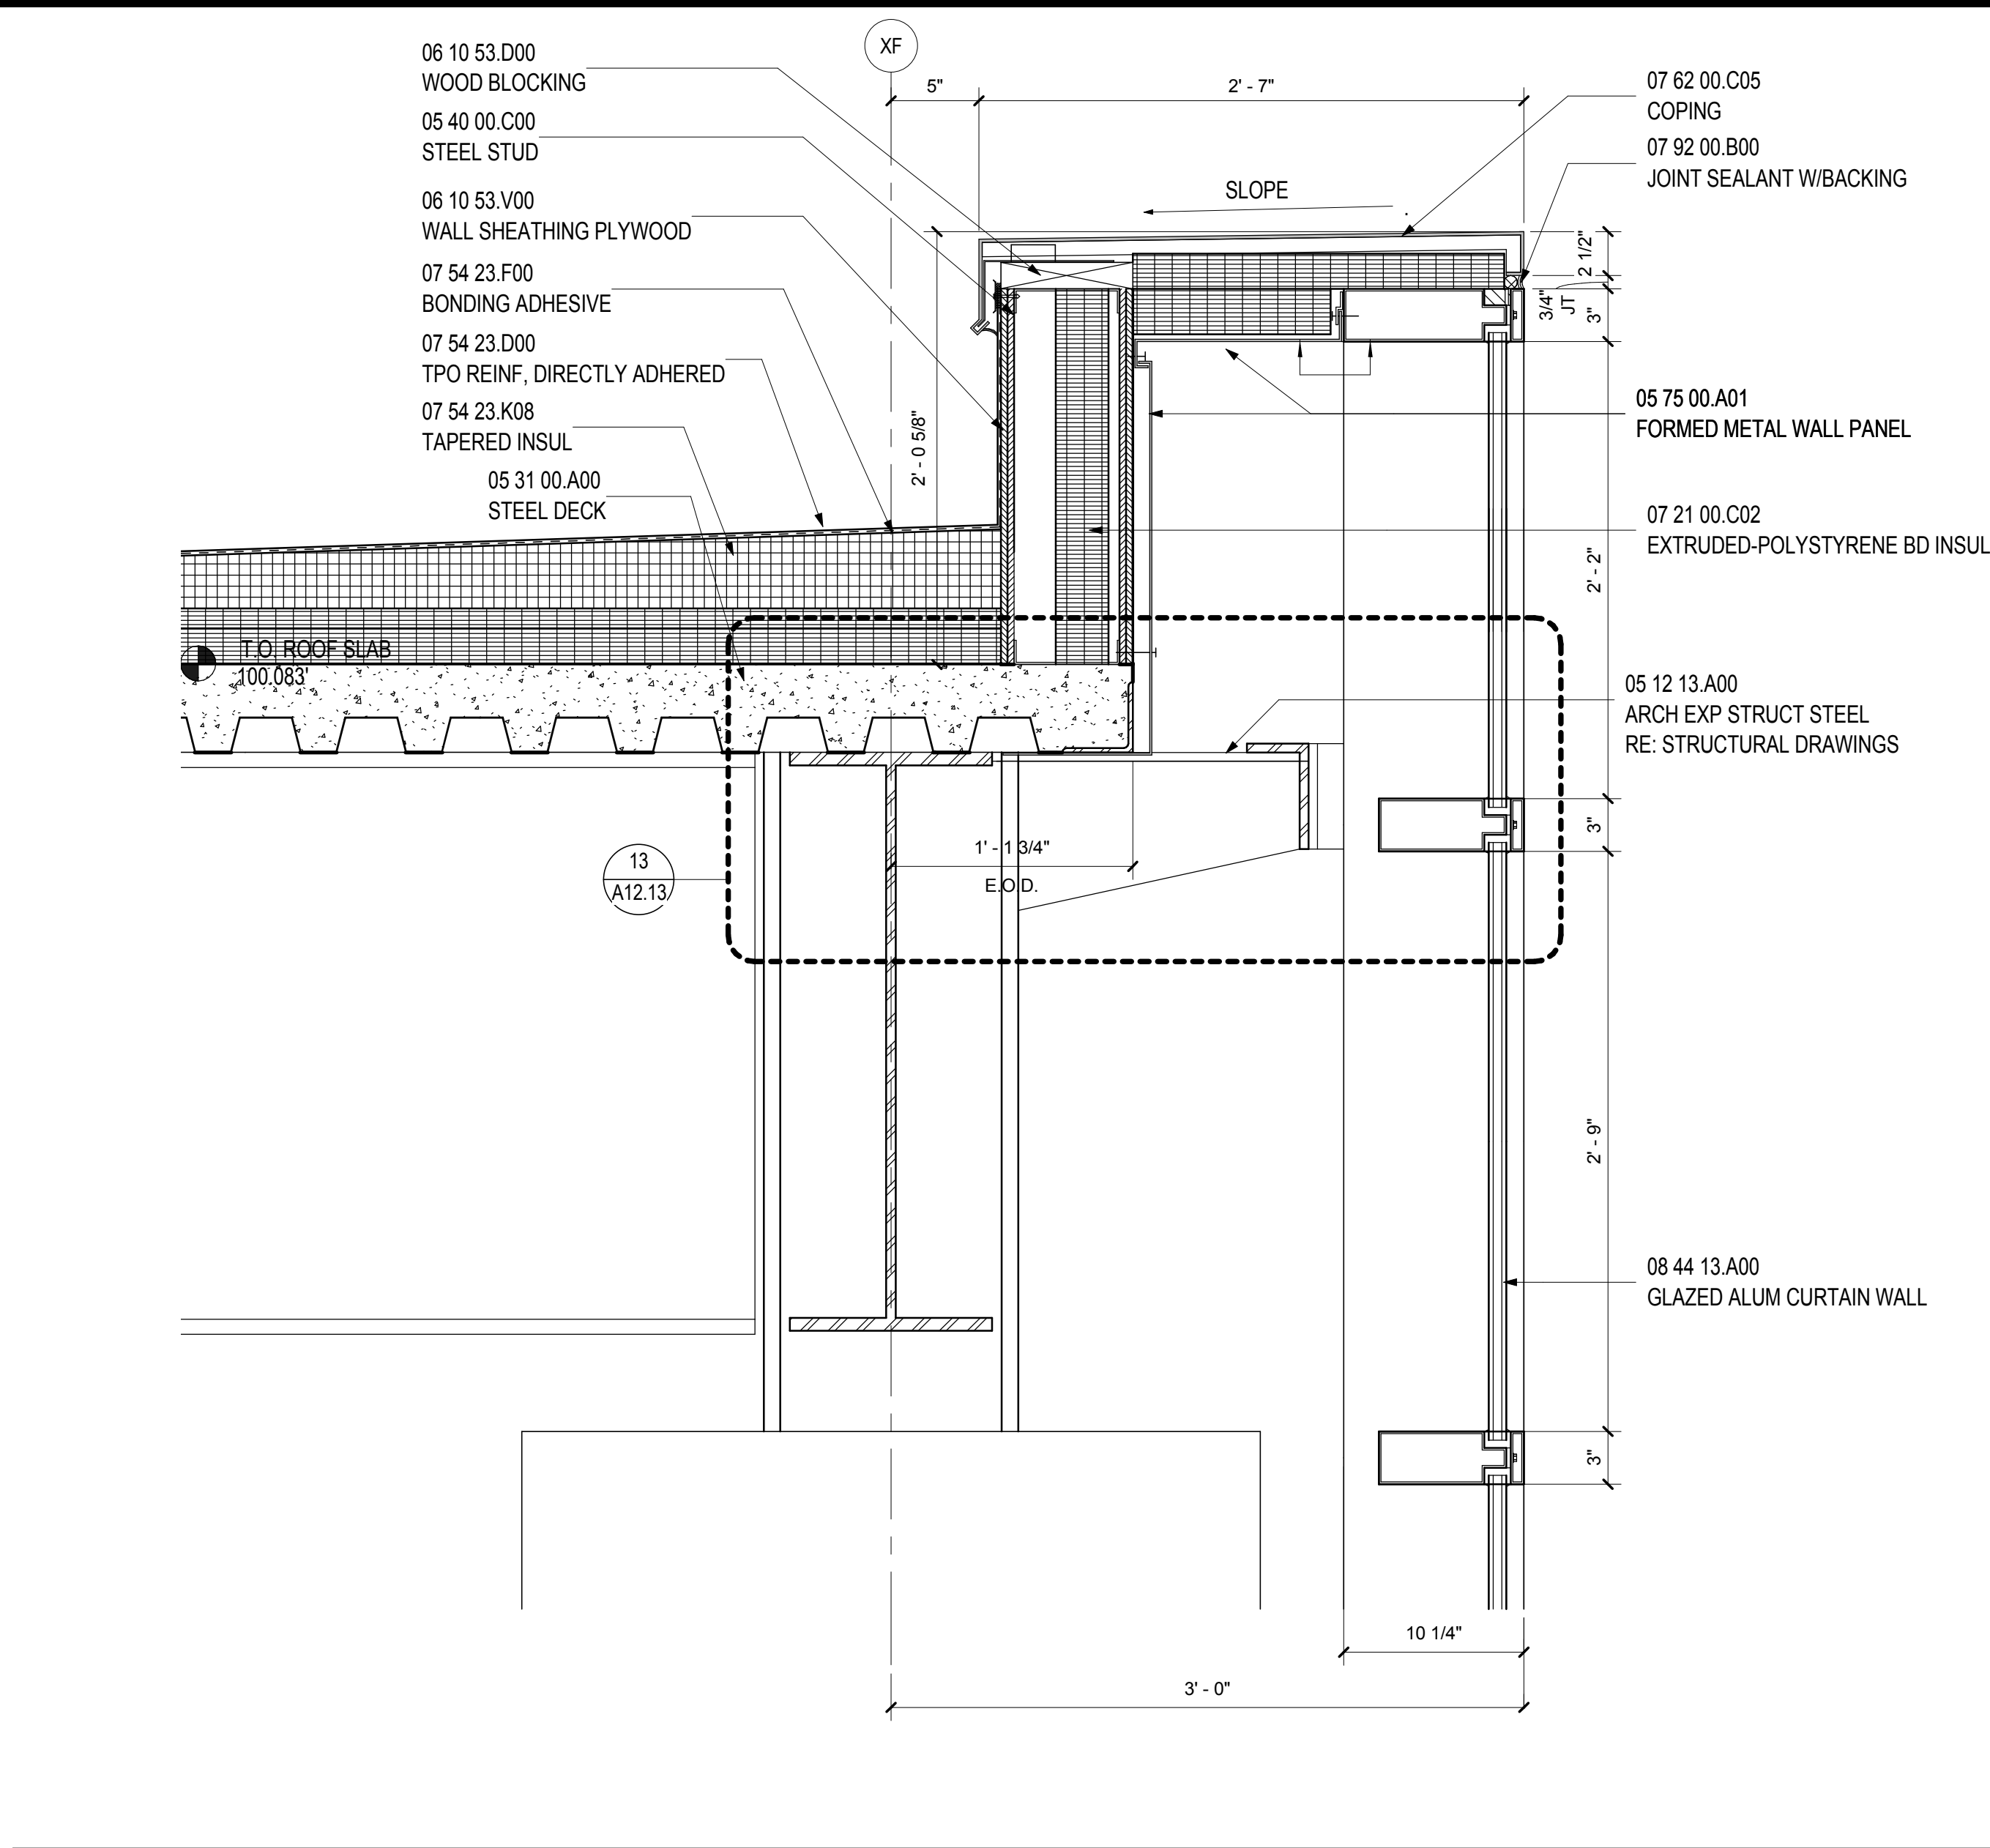 XF
06 10 53.D00
WOOD BLOCKING
05 40 00.C00
STEEL STUD
06 10 53.V00
WALL SHEATHING PLYWOOD
07 54 23.F00
BONDING ADHESIVE
07 54 23.D00
TPO REINF, DIRECTLY ADHERED
07 54 23.K08
TAPERED INSUL
05 31 00.A00
STEEL DECK
T.O. ROOF SLAB
100.083'
5"
2' - 7"
SLOPE
2' - 0 5/8"
07 62 00.C05
COPING
07 92 00.B00
JOINT SEALANT W/BACKING
2 1/2"
3/4"
JT
3"
05 75 00.A01
FORMED METAL WALL PANEL
07 21 00.C02
EXTRUDED-POLYSTYRENE BD INSUL
2' - 2"
05 12 13.A00
ARCH EXP STRUCT STEEL
RE: STRUCTURAL DRAWINGS
3"
1' - 1 3/4"
E.O.D.
13
A12.13
2' - 9"
08 44 13.A00
GLAZED ALUM CURTAIN WALL
3"
10 1/4"
3' - 0"